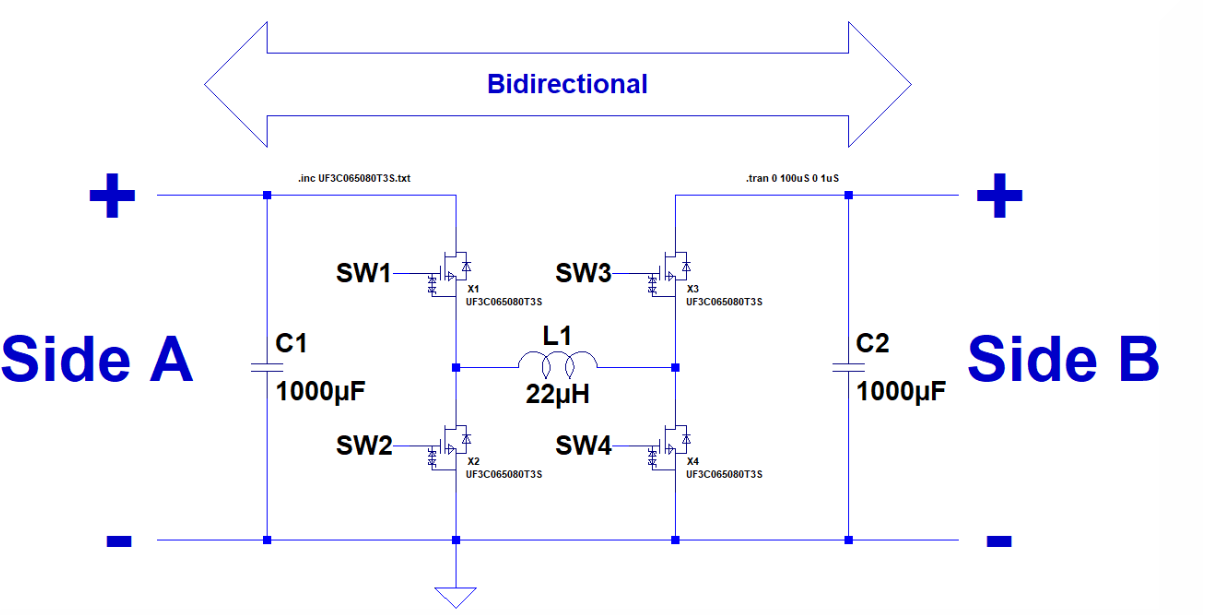 Bidirectional
+
.inc UF3C065080T3S.txt
.tran 0 100uS 0 1uS
+
SW1
X1
UF3C065080T3S
SW3
X3
UF3C065080T3S
Side A
C1
1000µF
L1
22µH
C2
1000µF
Side B
SW2
X2
UF3C065080T3S
SW4
X4
UF3C065080T3S
-
-